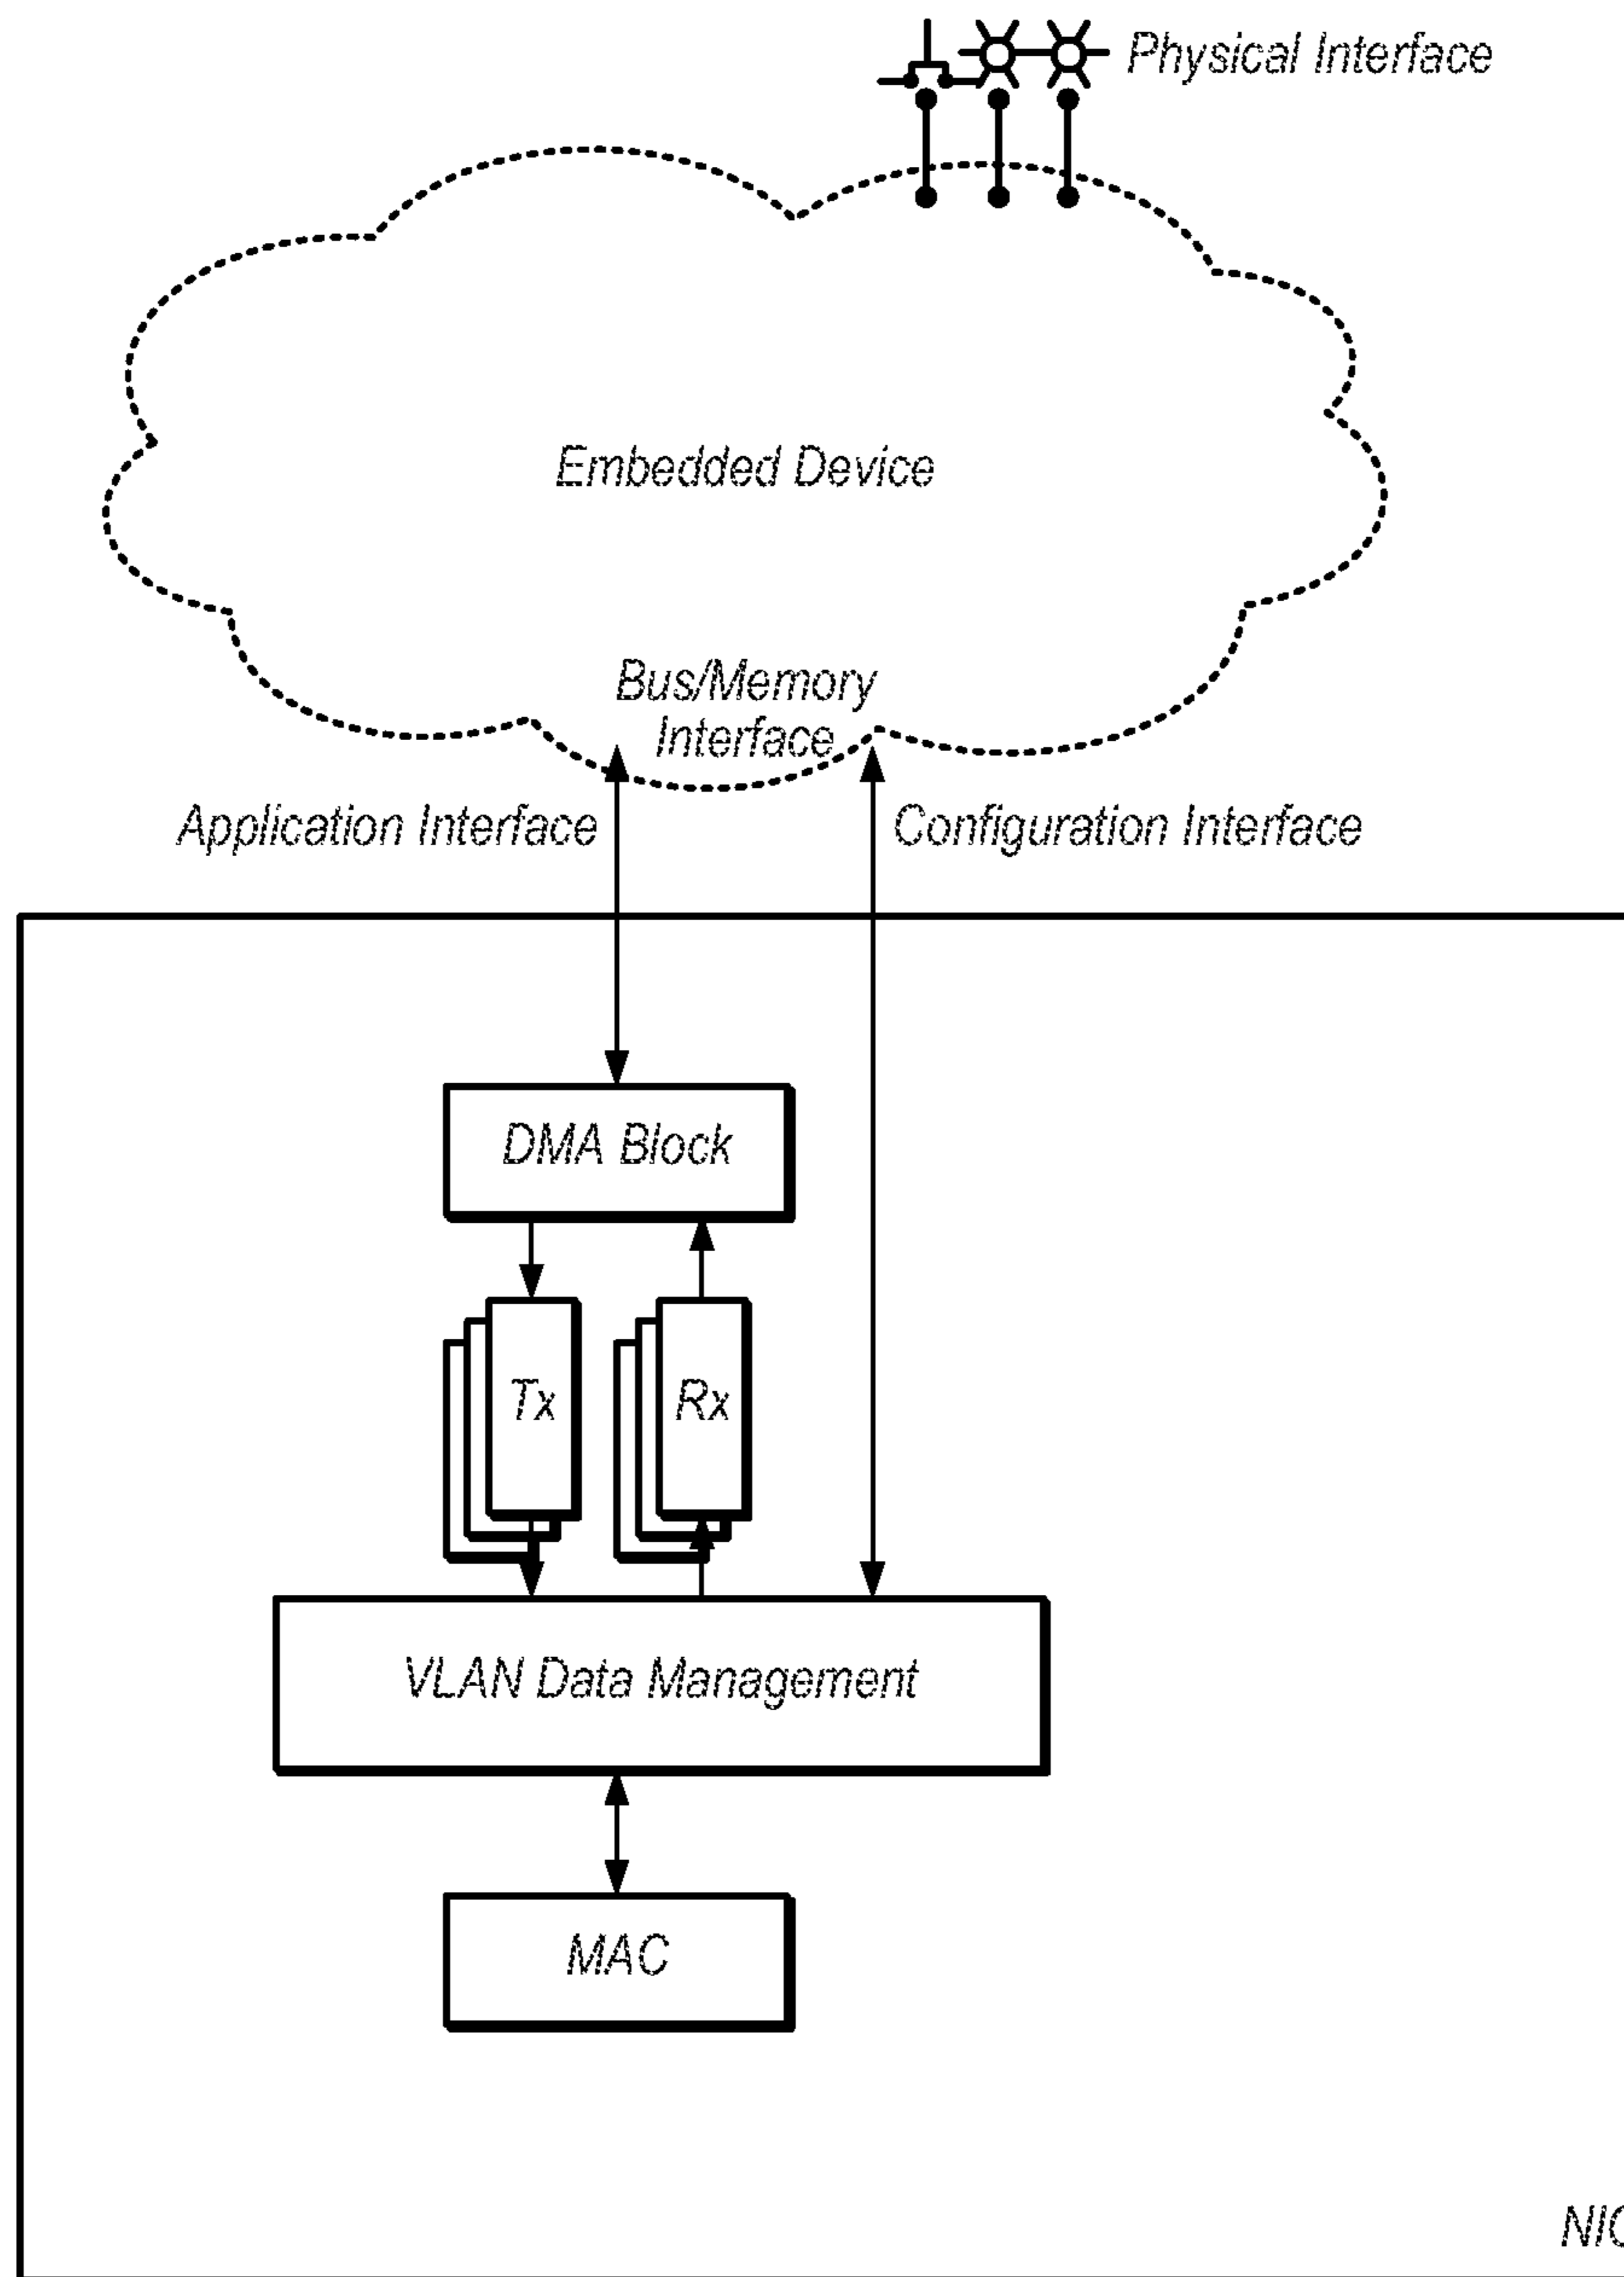 Physical Interface
Embedded Device
Bus/Memory
Interface
Application Interface
Configuration Interface
DMA Block
Tx
Rx
VLAN Data Management
MAC